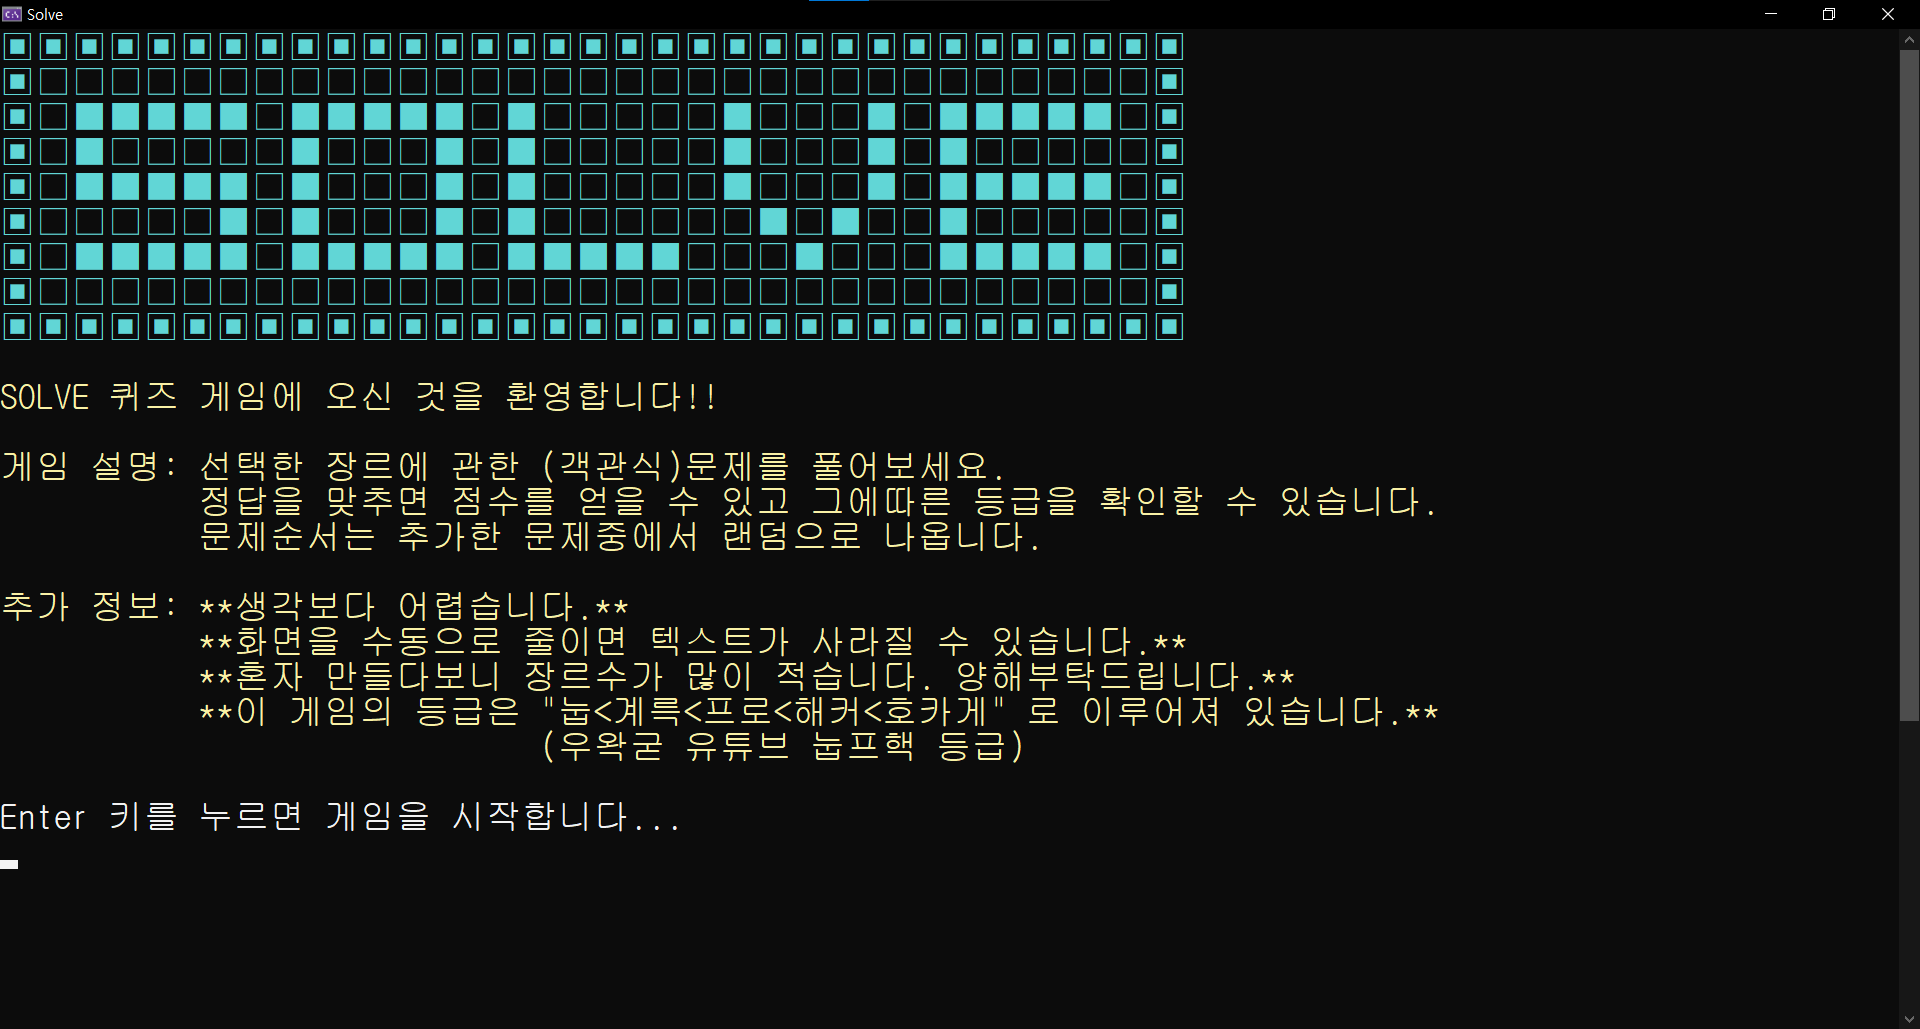 Solve
SOLVE
SOLVE 퀴즈 게임에 오신 것을 환영합니다!!
게임 설명: 선택한 장르에 관한 (객관식)문제를 풀어보세요.
정답을 맞추면 점수를 얻을 수 있고 그에따른 등급을 확인할 수 있습니다.
문제순서는 추가한 문제중에서 랜덤으로 나옵니다.
추가 정보: **생각보다 어렵습니다.**
**화면을 수동으로 줄이면 텍스트가 사라질 수 있습니다.**
**혼자 만들다보니 장르수가 많이 적습니다. 양해부탁드립니다.**
**이 게임의 등급은 "눕<계륵<프로<해커<호카게" 로 이루어져 있습니다.**
(우왁굳 유튜브 눕프핵 등급)
Enter 키를 누르면 게임을 시작합니다...